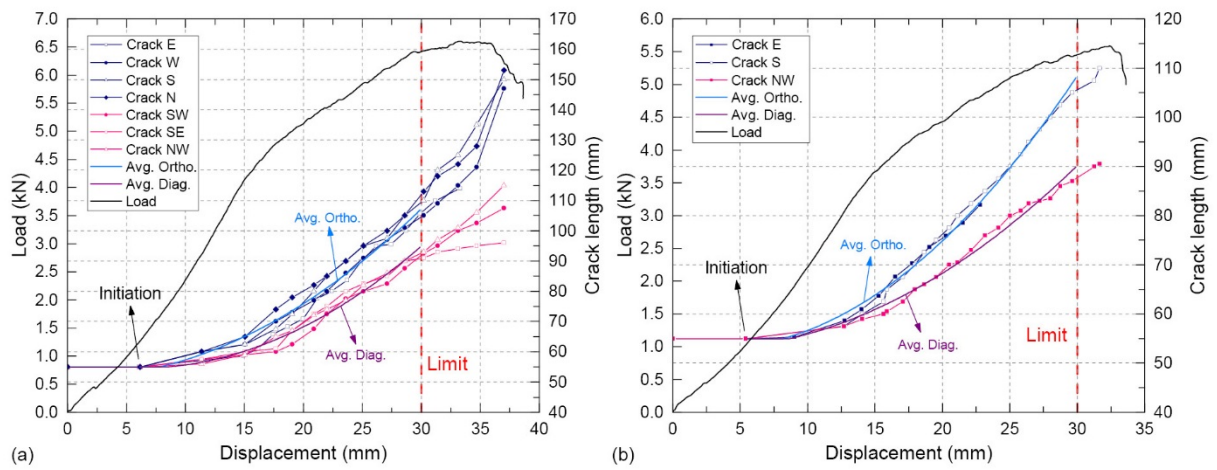 7.0
6.5
6.0
5.5
5.0
4.5
4.0
3.5
3.0
2.5
2.0
1.5
1.0
0.5
0.0
Load (kN)
Crack E
Crack W
Crack S
Crack N
Crack SW
Crack SE
Crack NW
Avg. Ortho.
Avg. Diag.
Load
Initiation
Avg. Ortho.
Avg. Diag.
Limit
170
160
150
140
130
120
110
100
90
80
70
60
50
40
Crack length (mm)
0 5 10 15 20 25 30 35 40
Displacement (mm)
(a)
6.0
5.5
5.0
4.5
4.0
3.5
3.0
2.5
2.0
1.5
1.0
0.5
0.0
Load (kN)
Crack E
Crack S
Crack NW
Avg. Ortho.
Avg. Diag.
Load
Initiation
Avg. Ortho.
Avg. Diag.
Limit
120
110
100
90
80
70
60
50
40
Crack length (mm)
0 5 10 15 20 25 30 35 40
Displacement (mm)
(b)